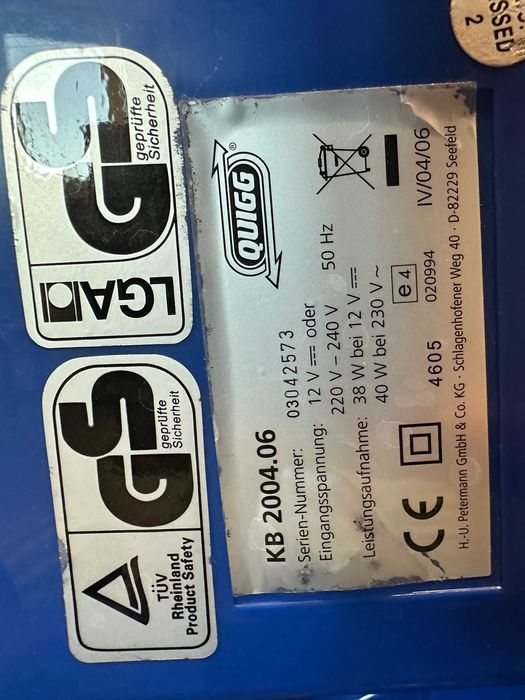 LGA
geprüfte
Sicherheit
GS
TÜV
Rheinland
Product Safety
geprüfte
Sicherheit
QUIGG®
KB 2004.06
Serien-Nummer: 03042573
Eingangsspannung: 12 V ⎓ oder
220 V – 240 V 50 Hz
Leistungsaufnahme: 38 W bei 12 V ⎓
40 W bei 230 V ~
CE 4605 e4 020994 IV/04/06
H.-U. Petermann GmbH & Co. KG · Schlagenhofener Weg 40 · D-82229 Seefeld
SSED
2